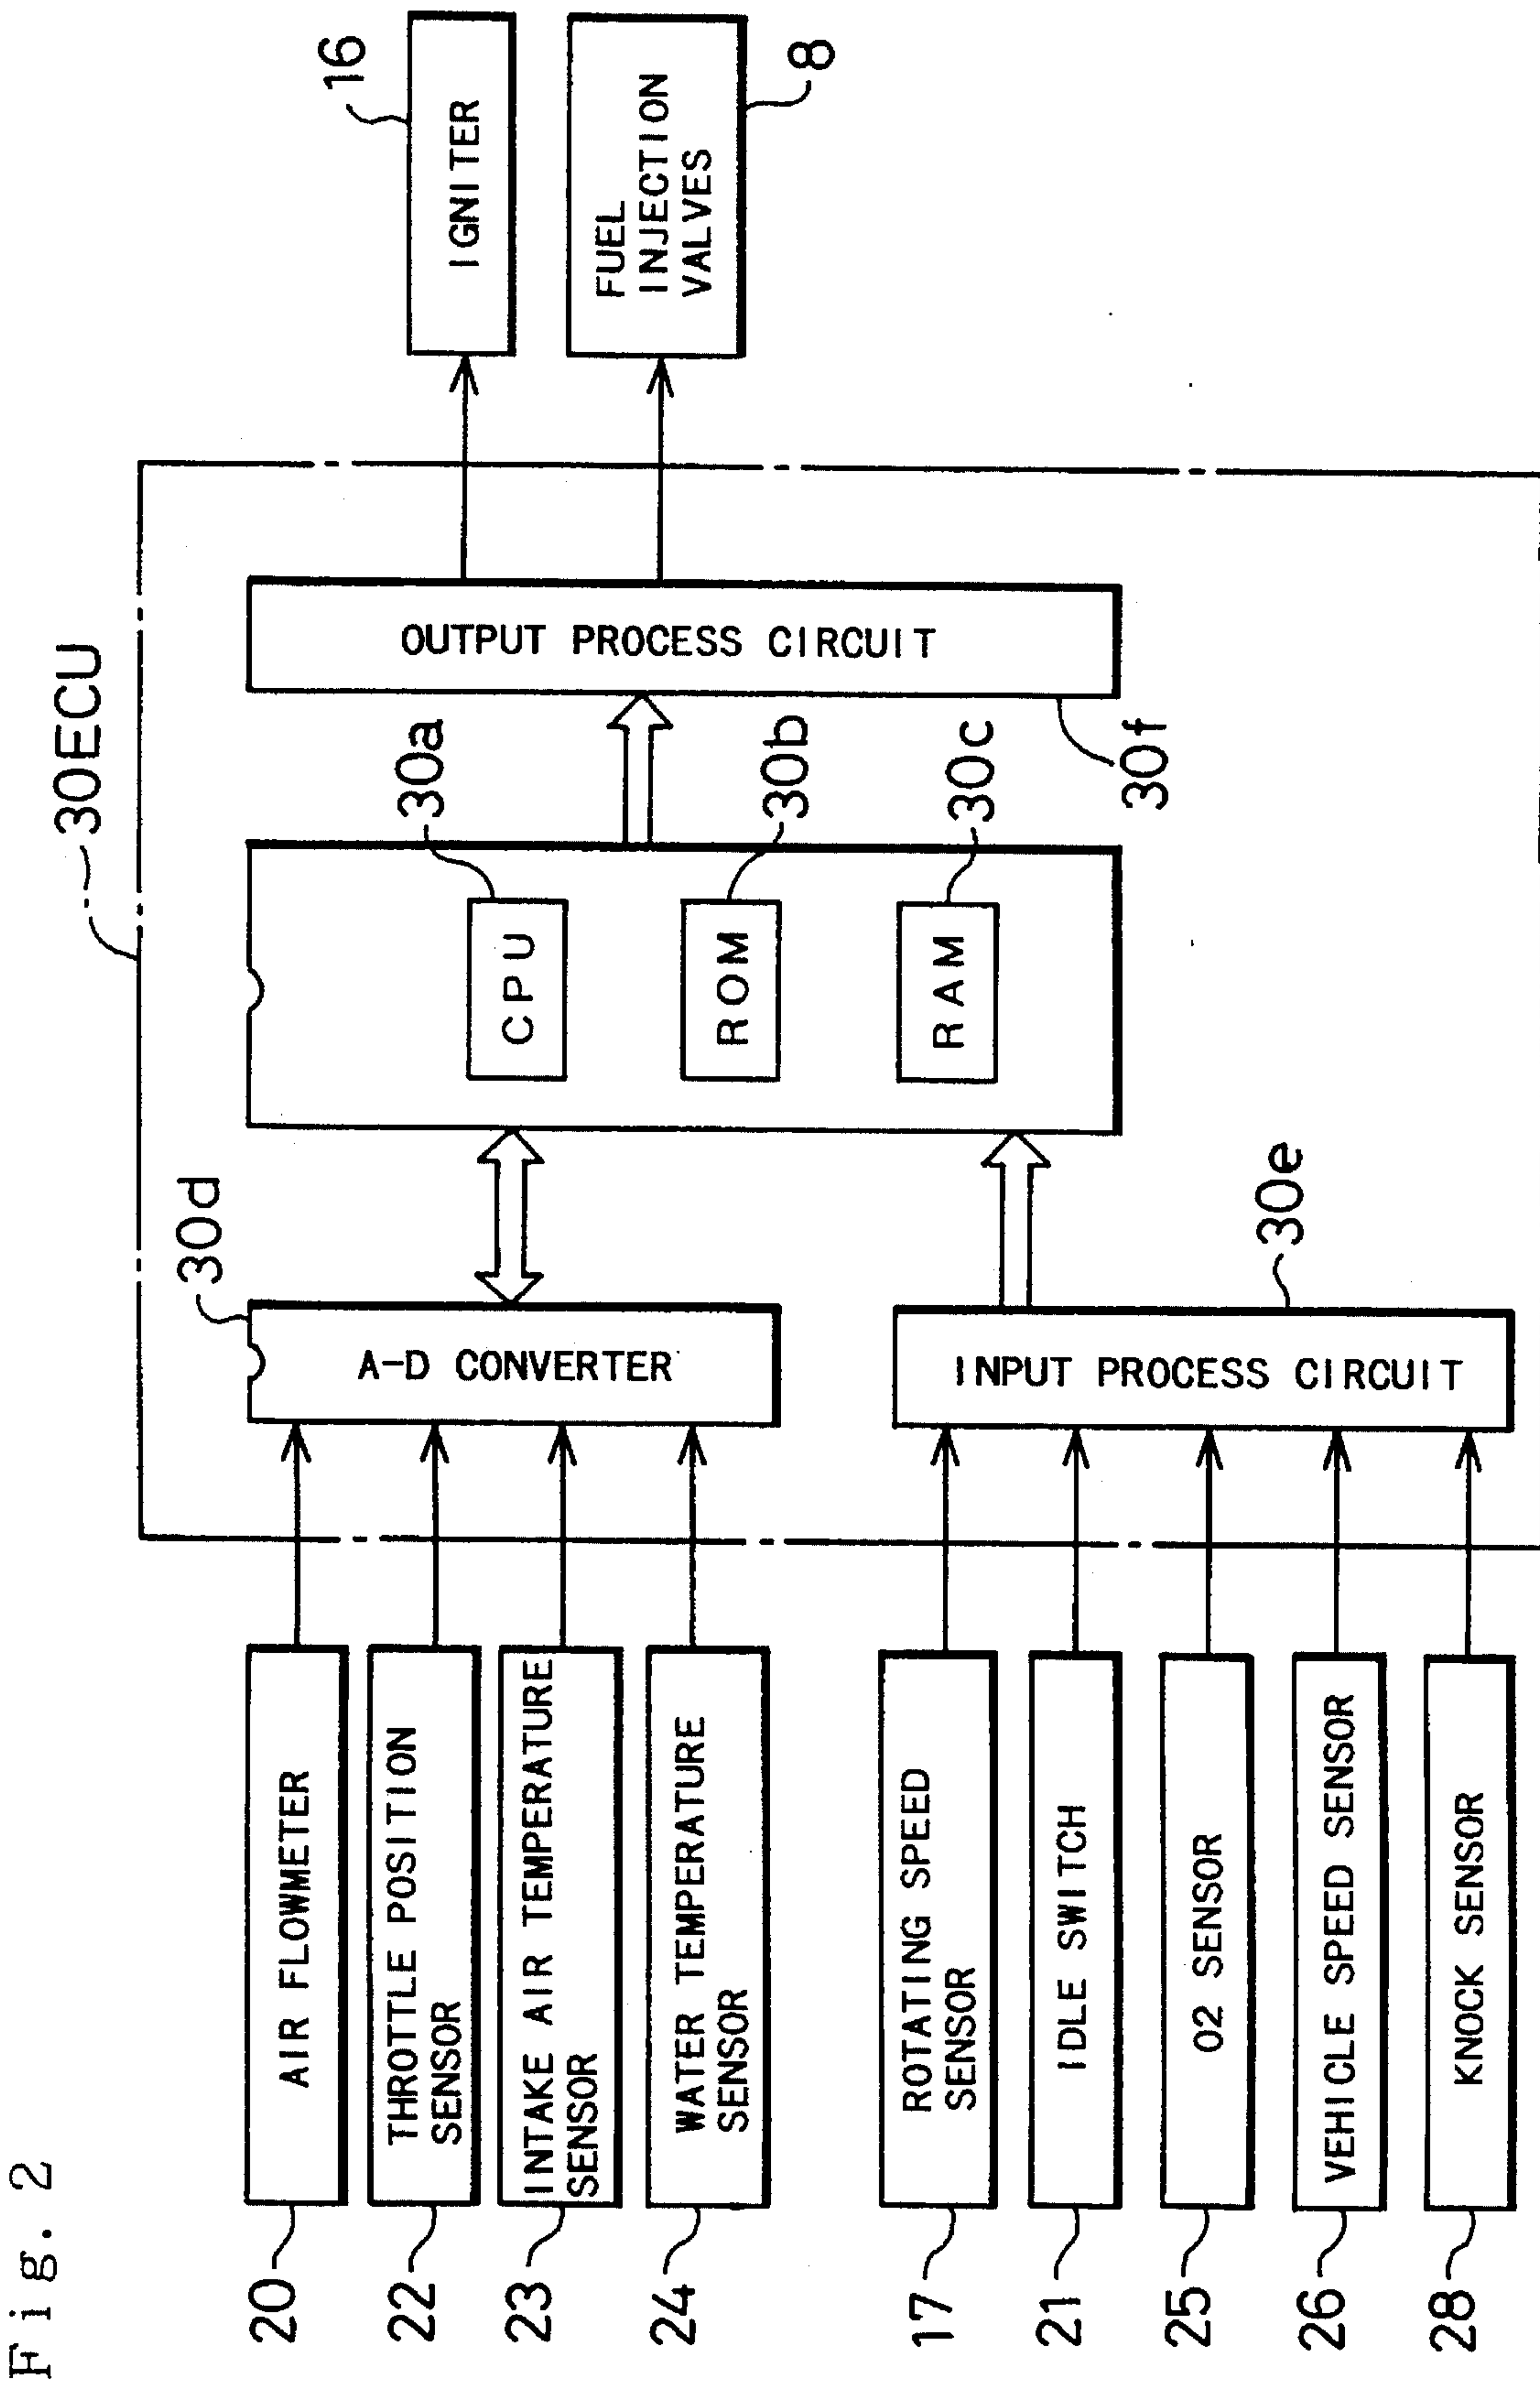 Fig. 2
30ECU
20
AIR FLOWMETER
22
THROTTLE POSITION
SENSOR
23
INTAKE AIR TEMPERATURE
SENSOR
24
WATER TEMPERATURE
SENSOR
17
ROTATING SPEED
SENSOR
21
IDLE SWITCH
25
O2 SENSOR
26
VEHICLE SPEED SENSOR
28
KNOCK SENSOR
30d
A-D CONVERTER
30e
INPUT PROCESS CIRCUIT
30a
CPU
30b
ROM
30c
RAM
OUTPUT PROCESS CIRCUIT
30f
16
IGNITER
FUEL
INJECTION
VALVES
8